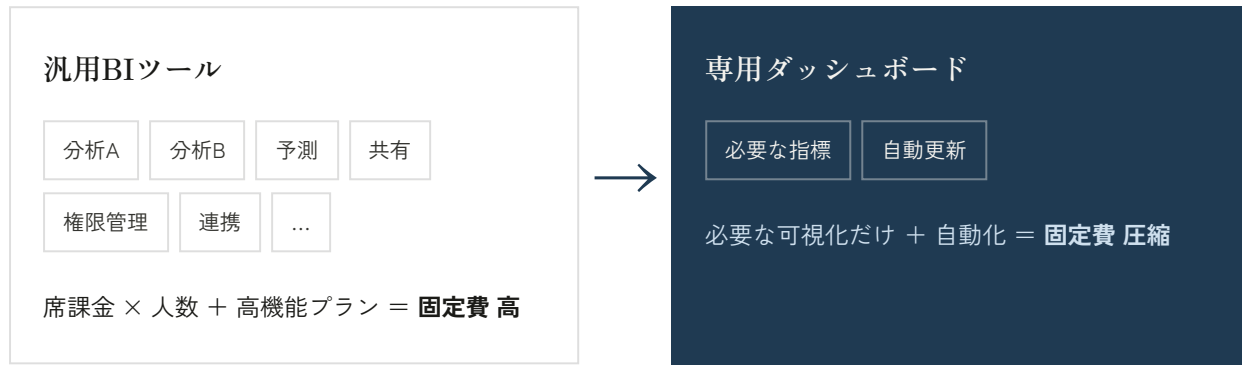 汎用BIツール
分析A 分析B 予測 共有
権限管理 連携 ...
席課金 × 人数 ＋ 高機能プラン ＝ 固定費 高
→
専用ダッシュボード
必要な指標 自動更新
必要な可視化だけ ＋ 自動化 ＝ 固定費 圧縮